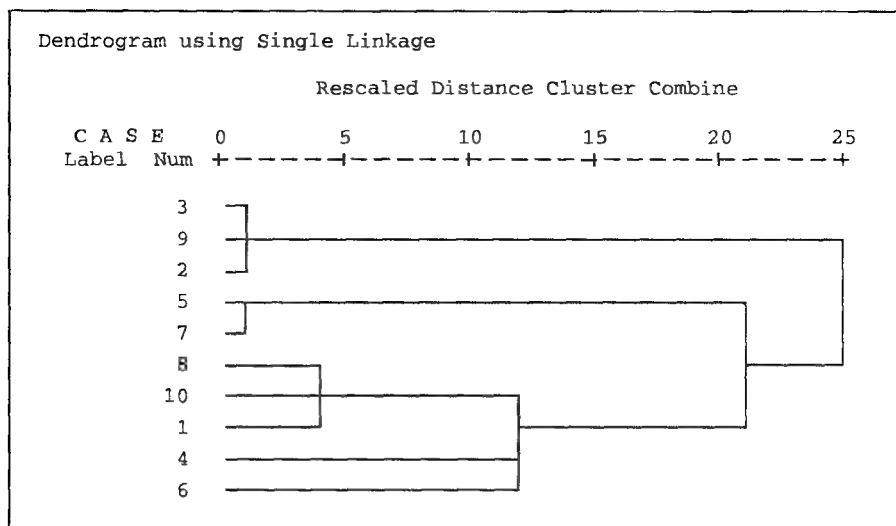 Dendrogram using Single Linkage
Rescaled Distance Cluster Combine
C A S E 0 5 10 15 20 25
Label Num
3
9
2
5
7
8
10
1
4
6